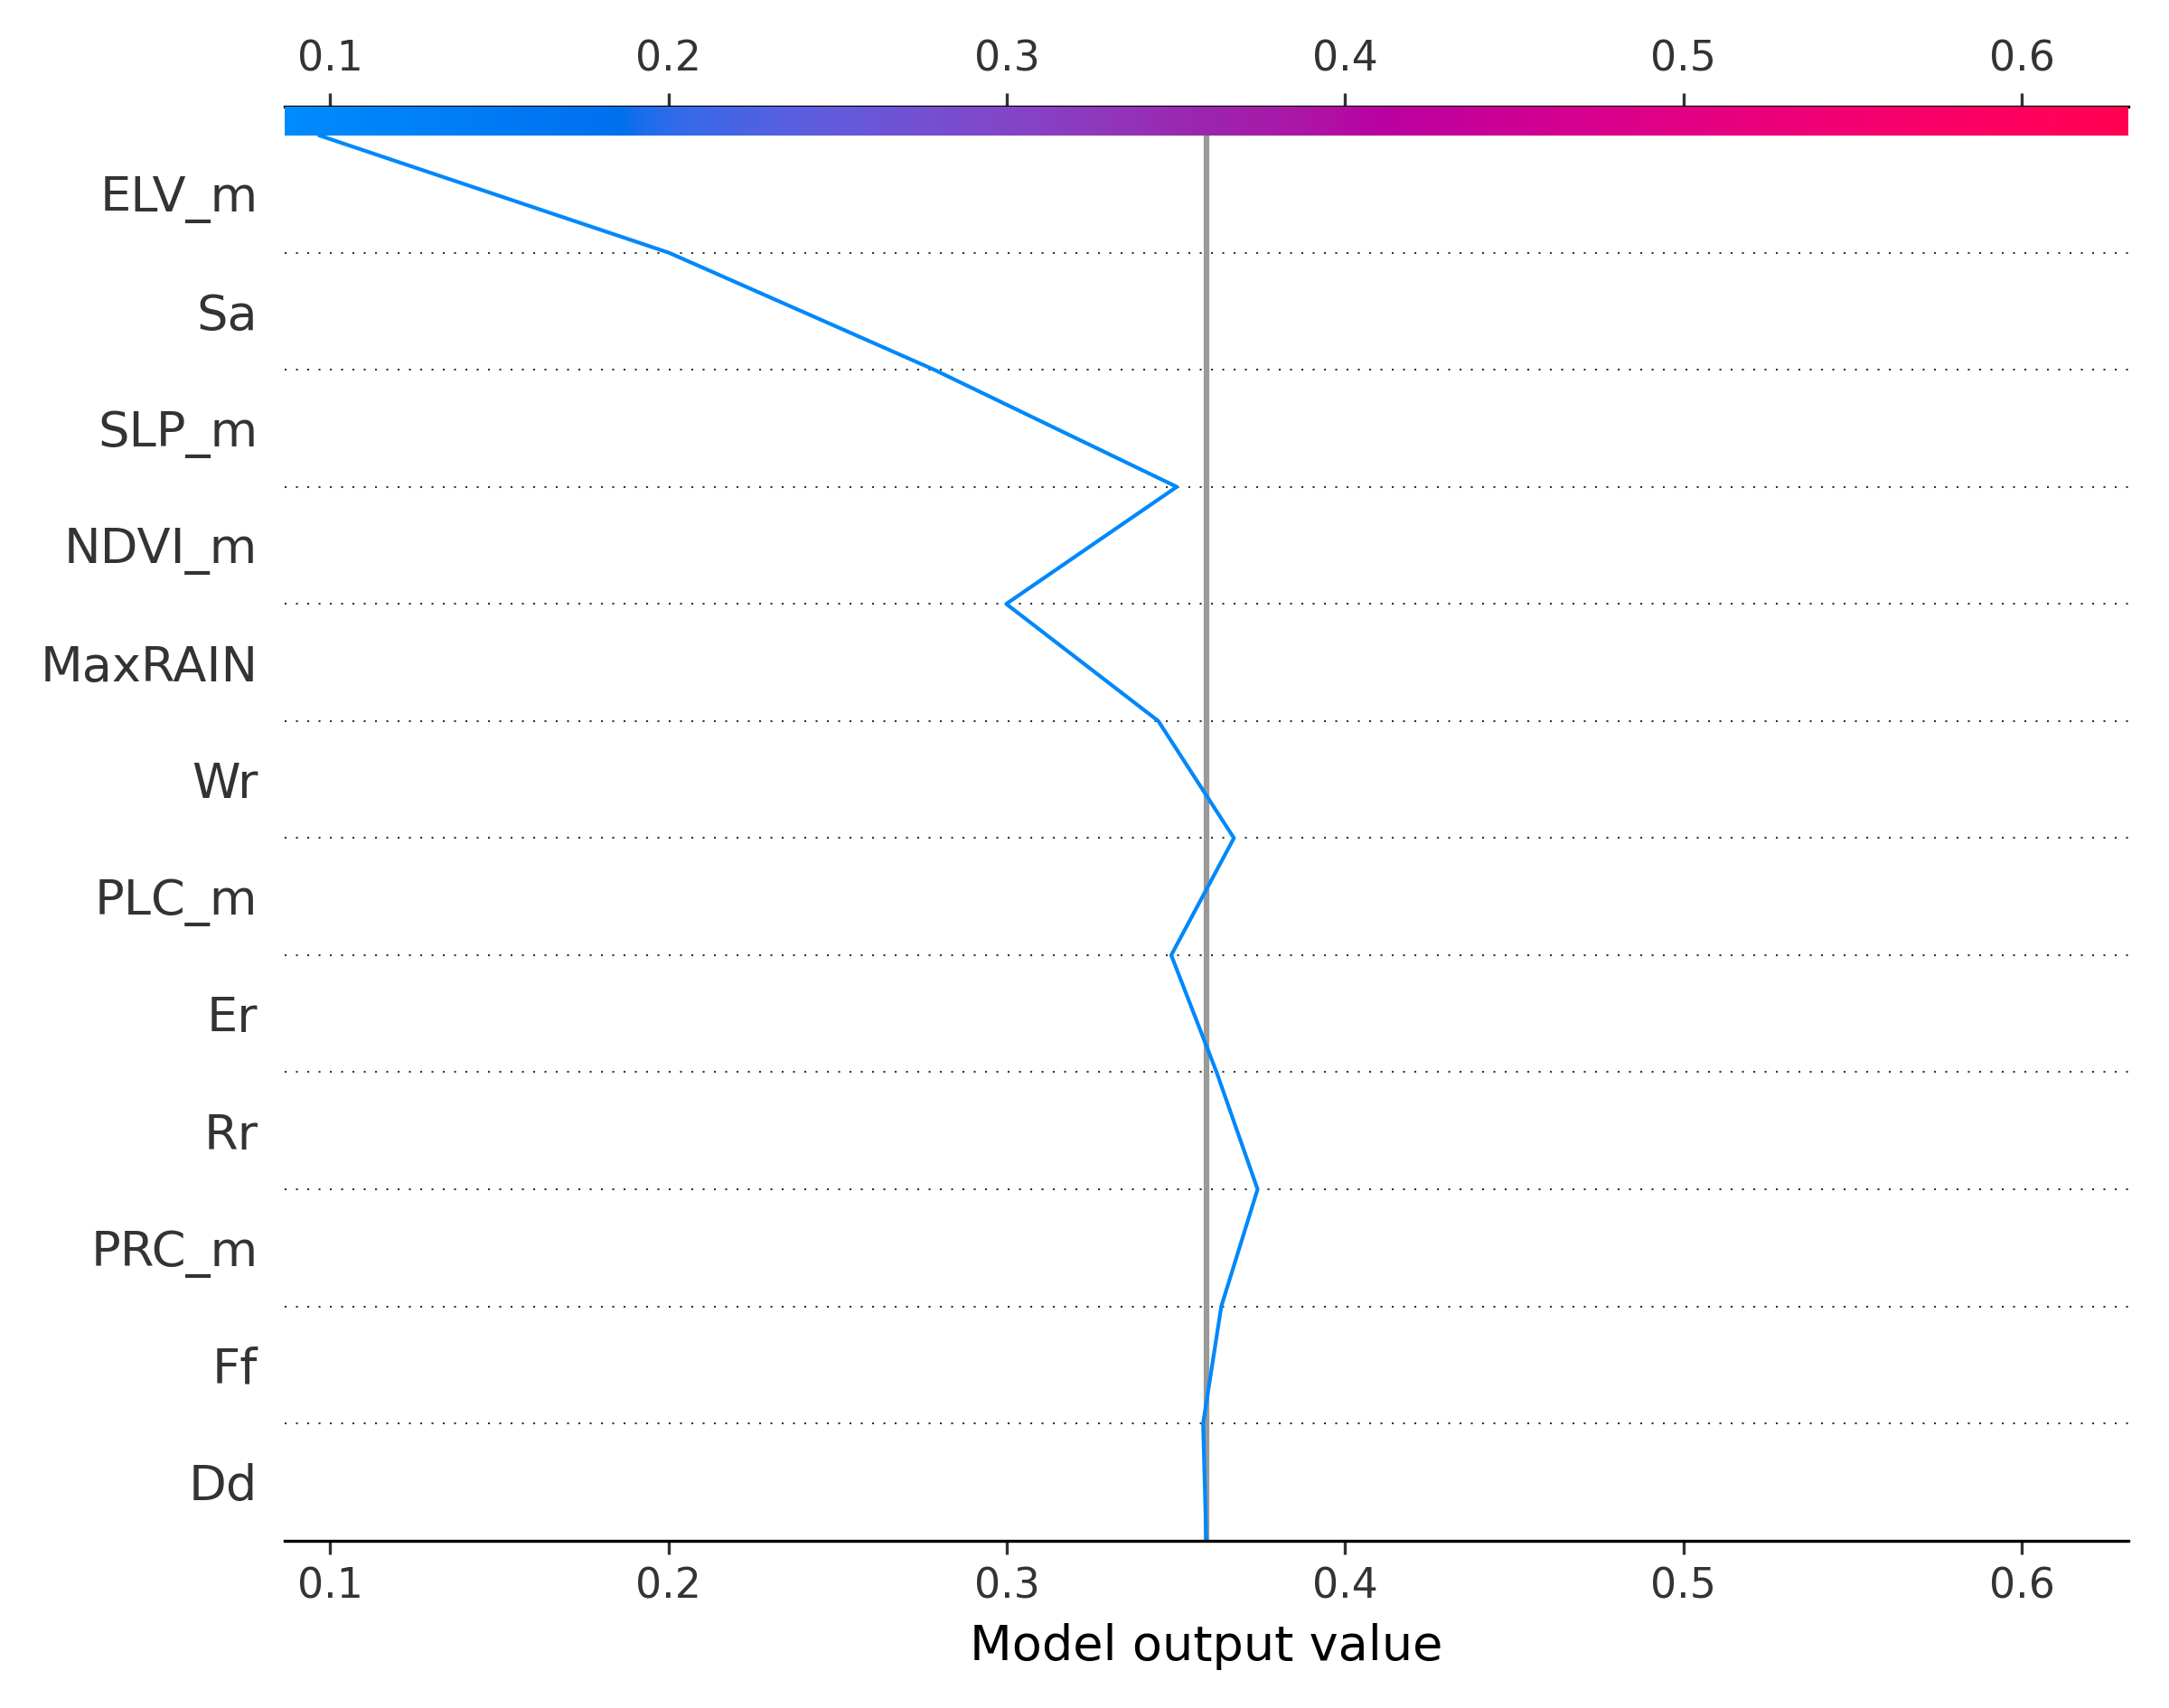 0.1 0.2 0.3 0.4 0.5 0.6
ELV_m
Sa
SLP_m
NDVI_m
MaxRAIN
Wr
PLC_m
Er
Rr
PRC_m
Ff
Dd
0.1 0.2 0.3 0.4 0.5 0.6
Model output value